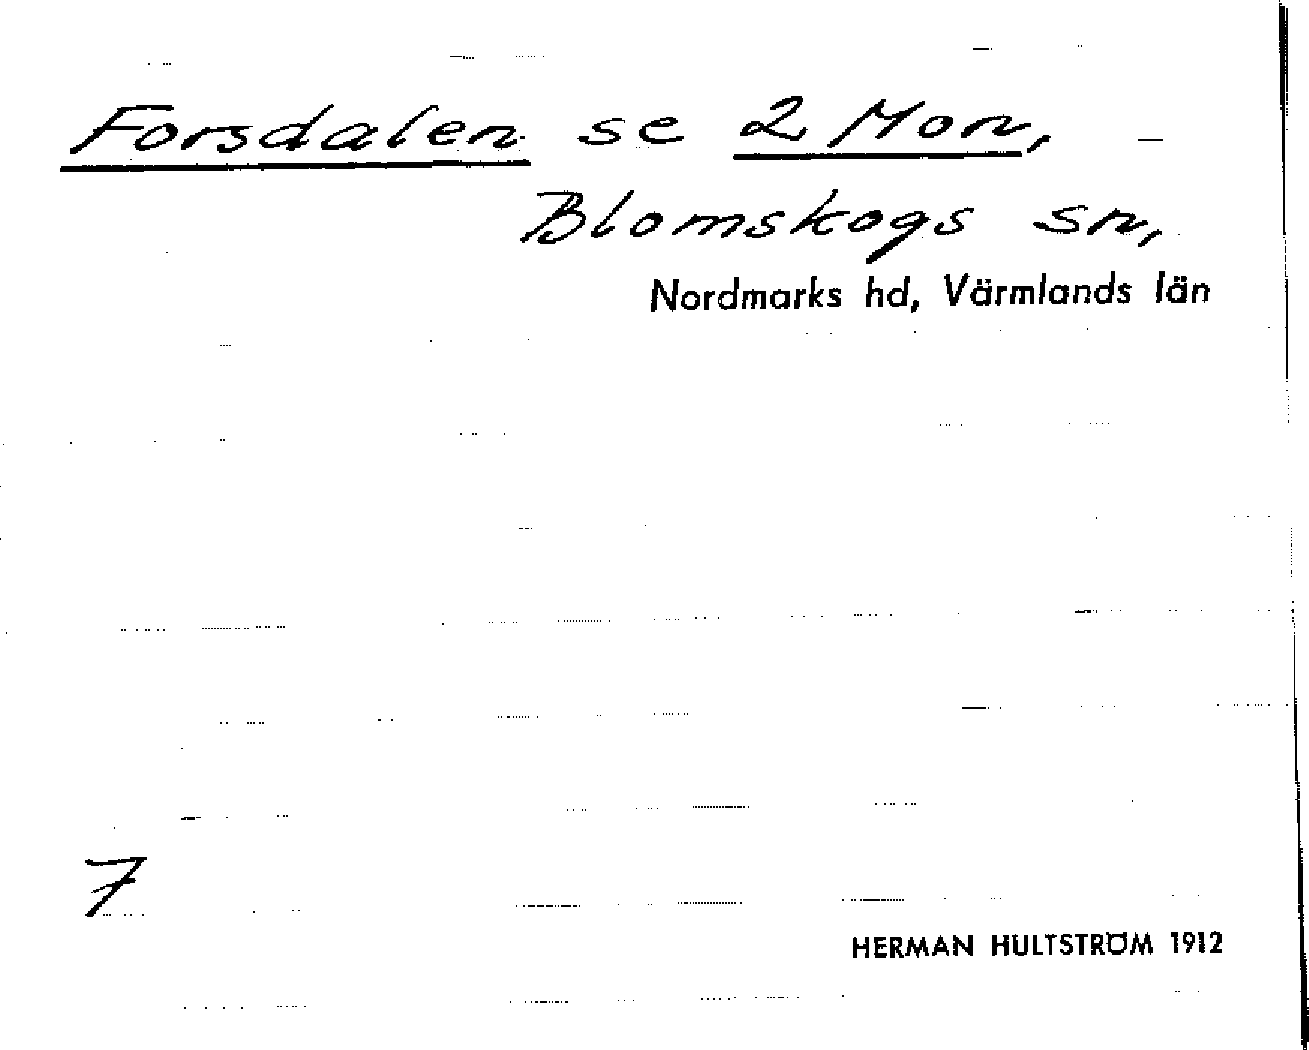 Forsdalen se 2 Mon,
Blomskogs sn,
Nordmarks hd, Värmlands län
7
HERMAN HULTSTRÖM 1912